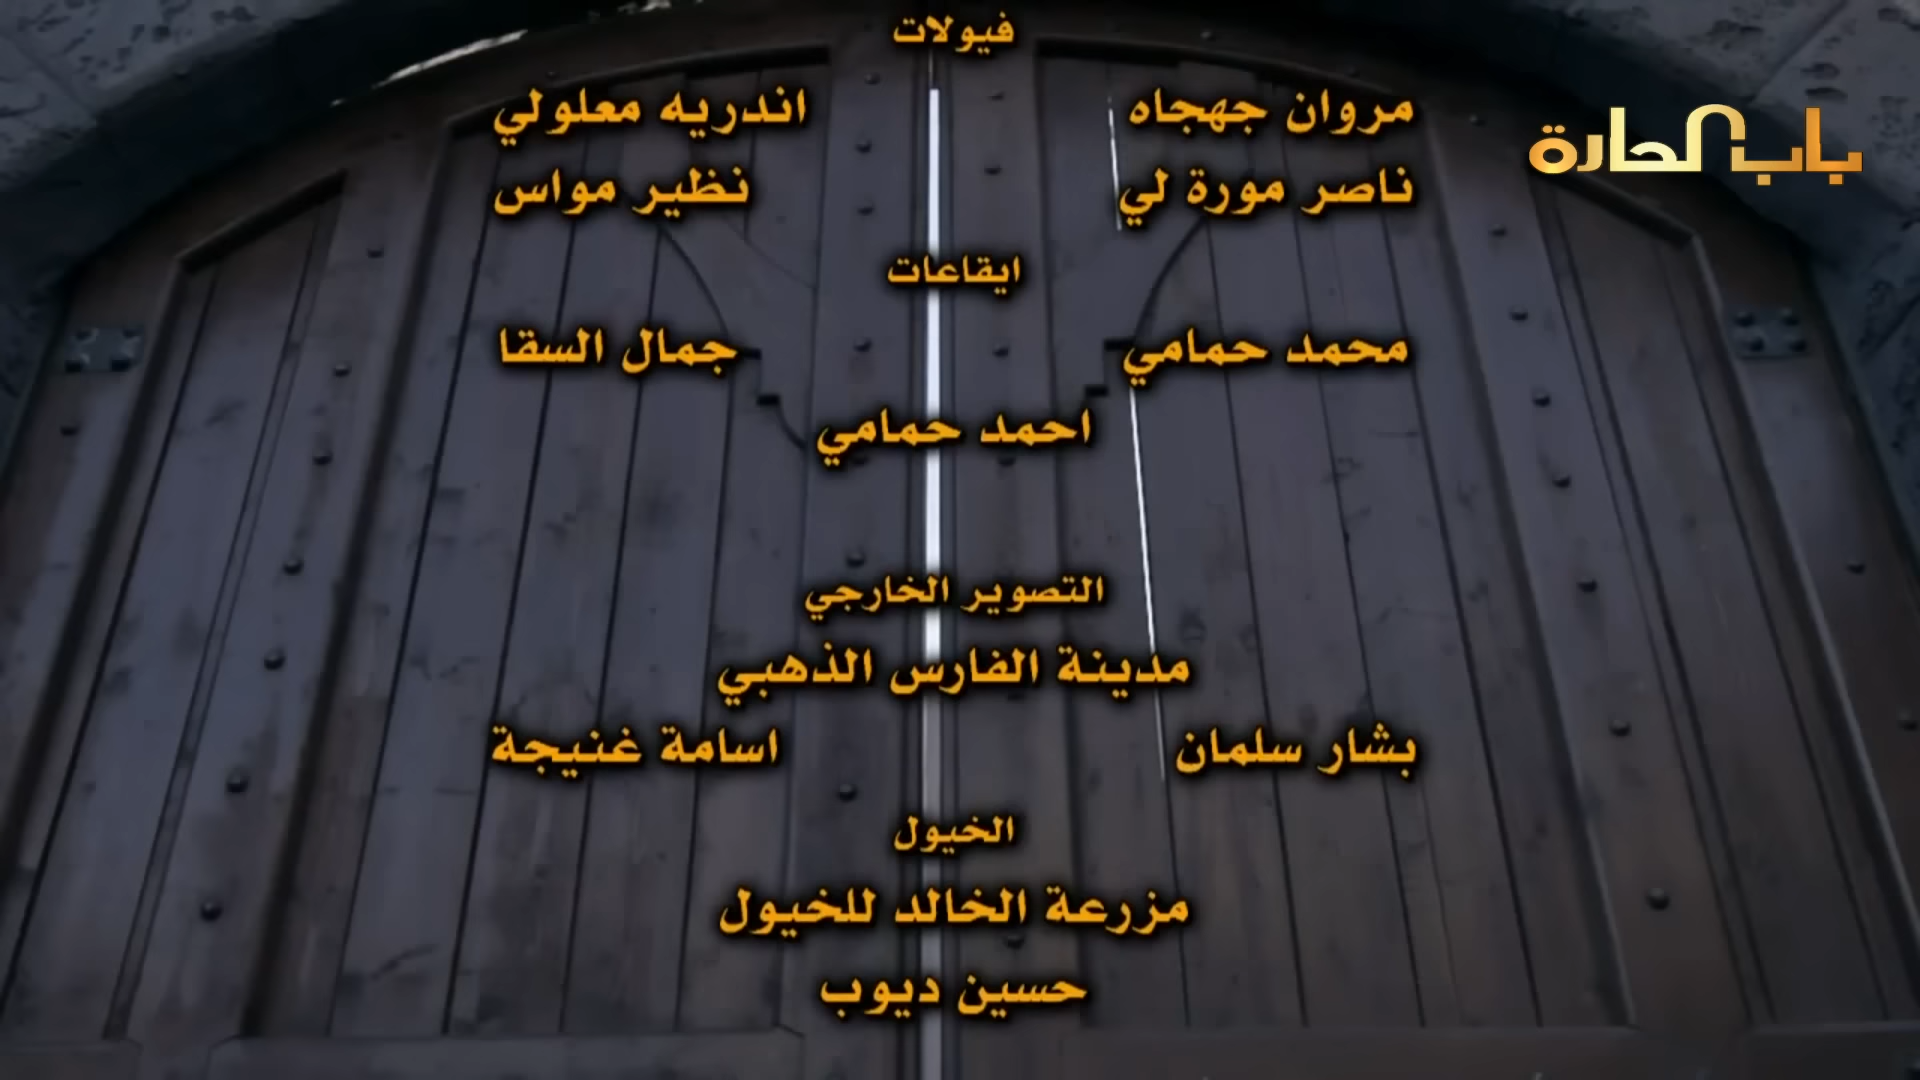 فيولات
مروان جهجاه    اندريه معلولي
باب الحارة
ناصر مورة لي    نظير مواس
ايقاعات
محمد حمامي    جمال السقا
احمد حمامي
التصوير الخارجي
مدينة الفارس الذهبي
بشار سلمان    اسامة غنيجة
الخيول
مزرعة الخالد للخيول
حسين ديوب